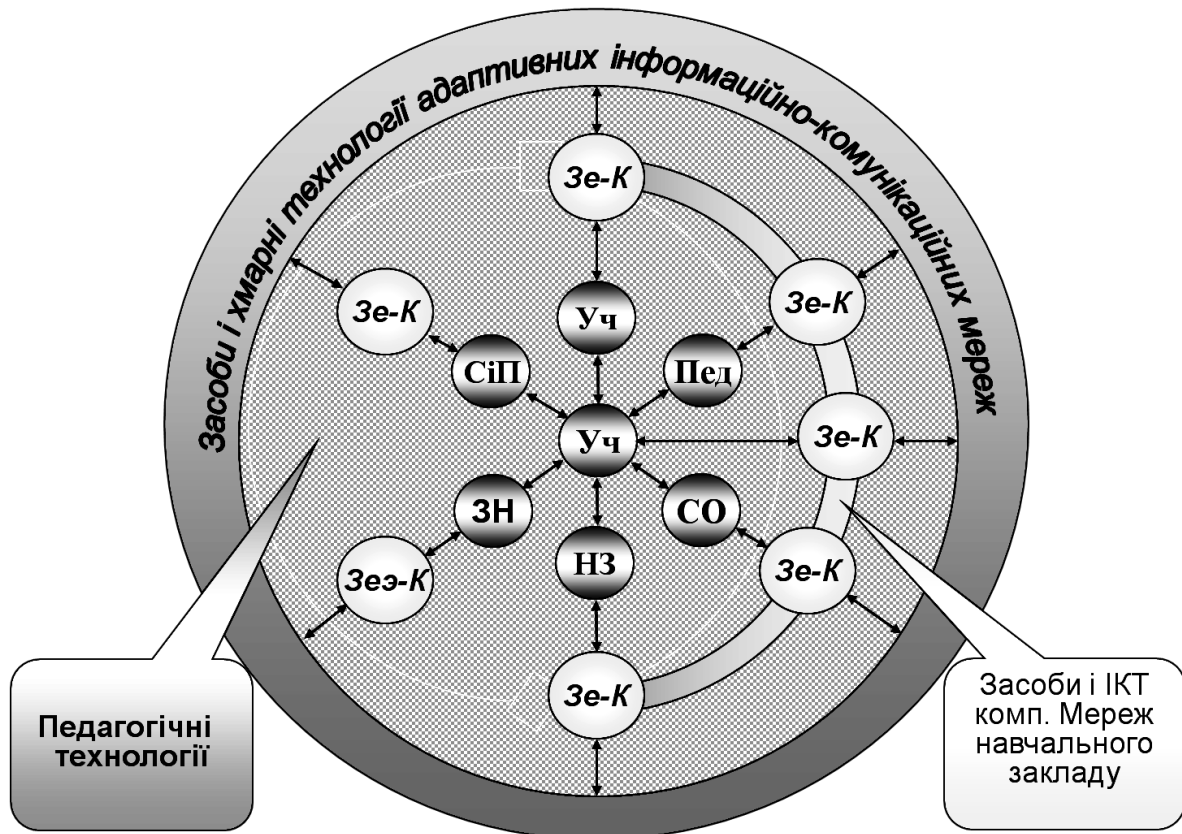 Засоби і хмарні технології адаптивних інформаційно-комунікаційних мереж
Зе-К
Зе-К
Зе-К
Уч
СіП
Пед
Уч
Зе-К
ЗН
СО
НЗ
Зеэ-К
Зе-К
Зе-К
Педагогічні
технології
Засоби і ІКТ
комп. Мереж
навчального
закладу